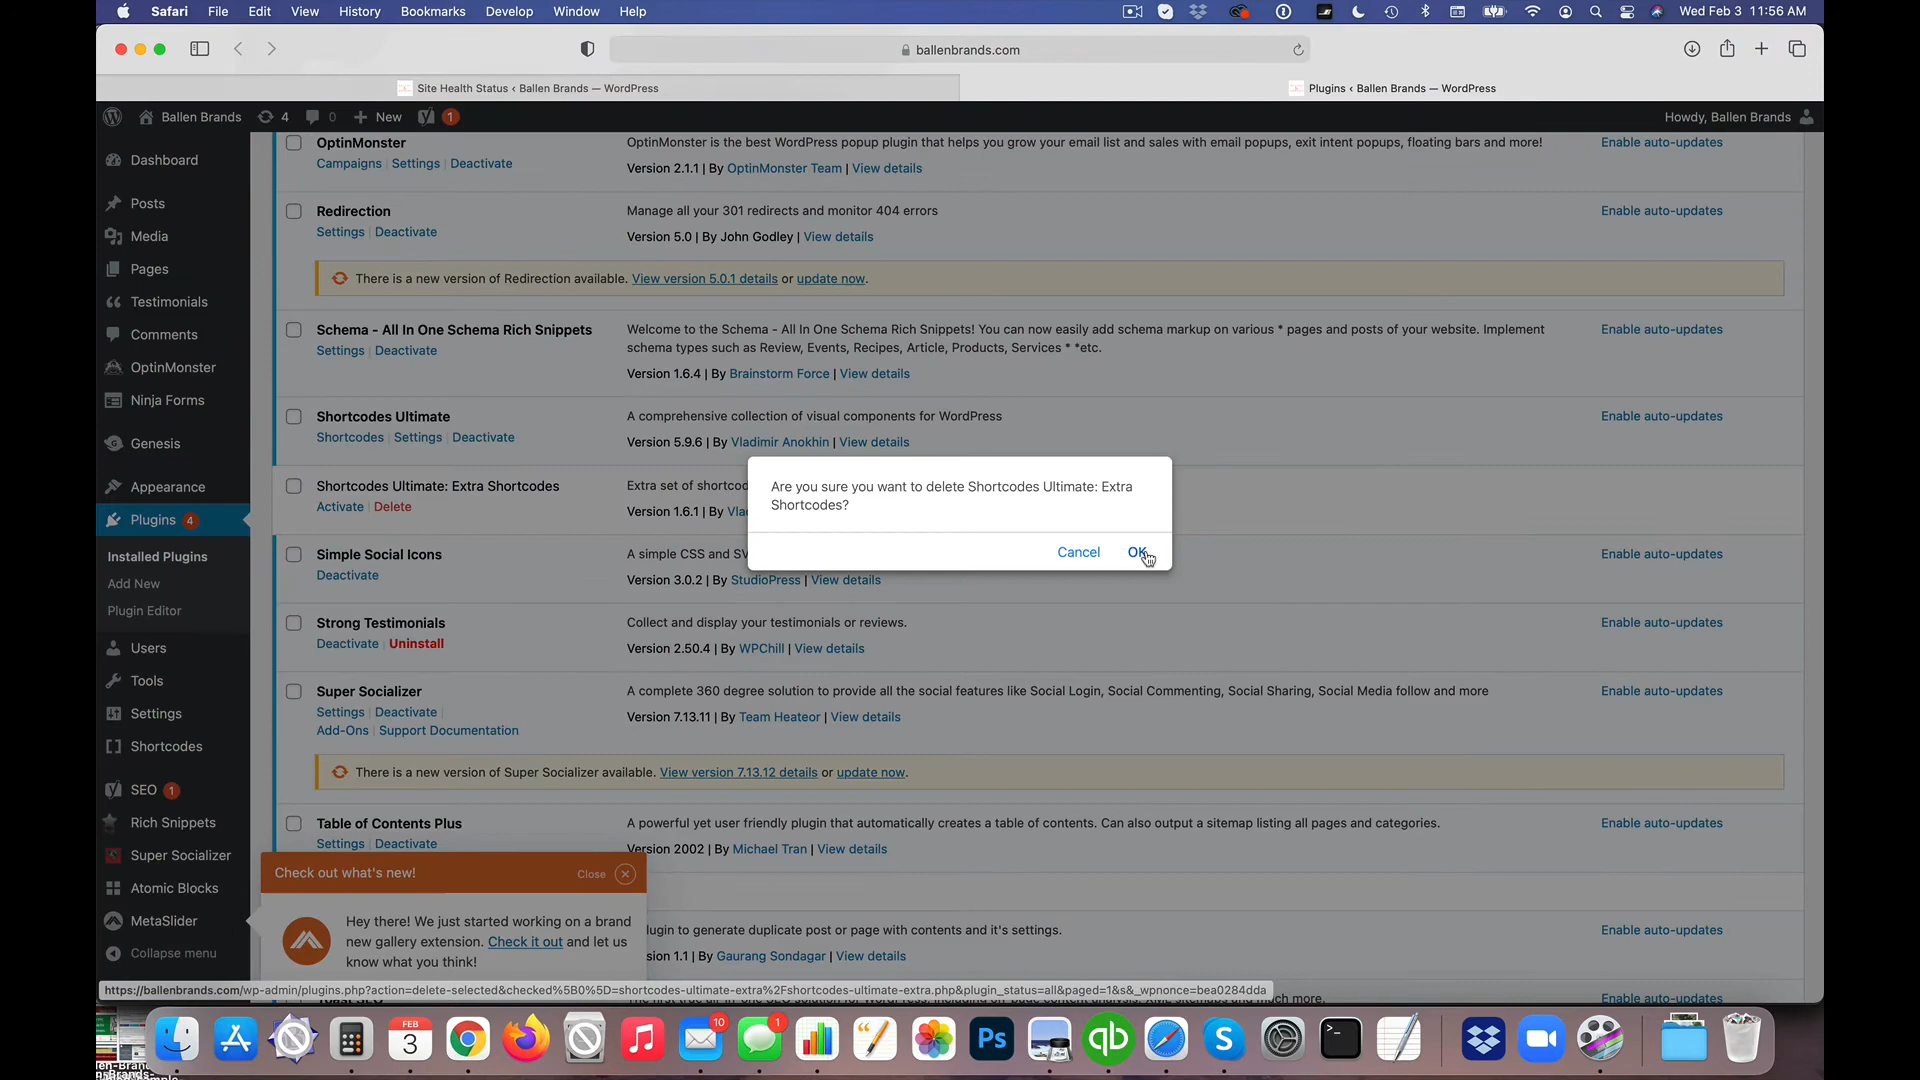 Safari File Edit View History Bookmarks Develop Window Help Wed Feb 3 11:56 AM
ballenbrands.com
Site Health Status ‹ Ballen Brands — WordPress Plugins ‹ Ballen Brands — WordPress
Ballen Brands 4 0 New 1 Howdy, Ballen Brands
Dashboard
Posts
Media
Pages
Testimonials
Comments
OptinMonster
Ninja Forms
Genesis
Appearance
Plugins 4
Installed Plugins
Add New
Plugin Editor
Users
Tools
Settings
Shortcodes
SEO 1
Rich Snippets
Super Socializer
Atomic Blocks
MetaSlider
Collapse menu
OptinMonster OptinMonster is the best WordPress popup plugin that helps you grow your email list and sales with email popups, exit intent popups, floating bars and more! Enable auto-updates
Campaigns | Settings | Deactivate
Version 2.1.1 | By OptinMonster Team | View details
Redirection Manage all your 301 redirects and monitor 404 errors Enable auto-updates
Settings | Deactivate
Version 5.0 | By John Godley | View details
There is a new version of Redirection available. View version 5.0.1 details or update now.
Schema - All In One Schema Rich Snippets Welcome to the Schema - All In One Schema Rich Snippets! You can now easily add schema markup on various * pages and posts of your website. Implement Enable auto-updates
Settings | Deactivate schema types such as Review, Events, Recipes, Article, Products, Services * *etc.
Version 1.6.4 | By Brainstorm Force | View details
Shortcodes Ultimate A comprehensive collection of visual components for WordPress Enable auto-updates
Shortcodes | Settings | Deactivate
Version 5.9.6 | By Vladimir Anokhin | View details
Shortcodes Ultimate: Extra Shortcodes Extra set of shortcod
Activate | Delete
Version 1.6.1 | By Vla
Are you sure you want to delete Shortcodes Ultimate: Extra
Shortcodes?
Cancel OK
Simple Social Icons A simple CSS and SV Enable auto-updates
Deactivate
Version 3.0.2 | By StudioPress | View details
Strong Testimonials Collect and display your testimonials or reviews. Enable auto-updates
Deactivate | Uninstall
Version 2.50.4 | By WPChill | View details
Super Socializer A complete 360 degree solution to provide all the social features like Social Login, Social Commenting, Social Sharing, Social Media follow and more Enable auto-updates
Settings | Deactivate |
Version 7.13.11 | By Team Heateor | View details
Add-Ons | Support Documentation
There is a new version of Super Socializer available. View version 7.13.12 details or update now.
Table of Contents Plus A powerful yet user friendly plugin that automatically creates a table of contents. Can also output a sitemap listing all pages and categories. Enable auto-updates
Settings | Deactivate
Version 2002 | By Michael Tran | View details
Check out what's new! Close
Hey there! We just started working on a brand
new gallery extension. Check it out and let us
know what you think!
lugin to generate duplicate post or page with contents and it's settings. Enable auto-updates
sion 1.1 | By Gaurang Sondagar | View details
Enable auto-updates
https://ballenbrands.com/wp-admin/plugins.php?action=delete-selected&checked%5B0%5D=shortcodes-ultimate-extra%2Fshortcodes-ultimate-extra.php&plugin_status=all&paged=1&s&_wpnonce=bea0284dda
FEB
3
10
1
Ps
qb